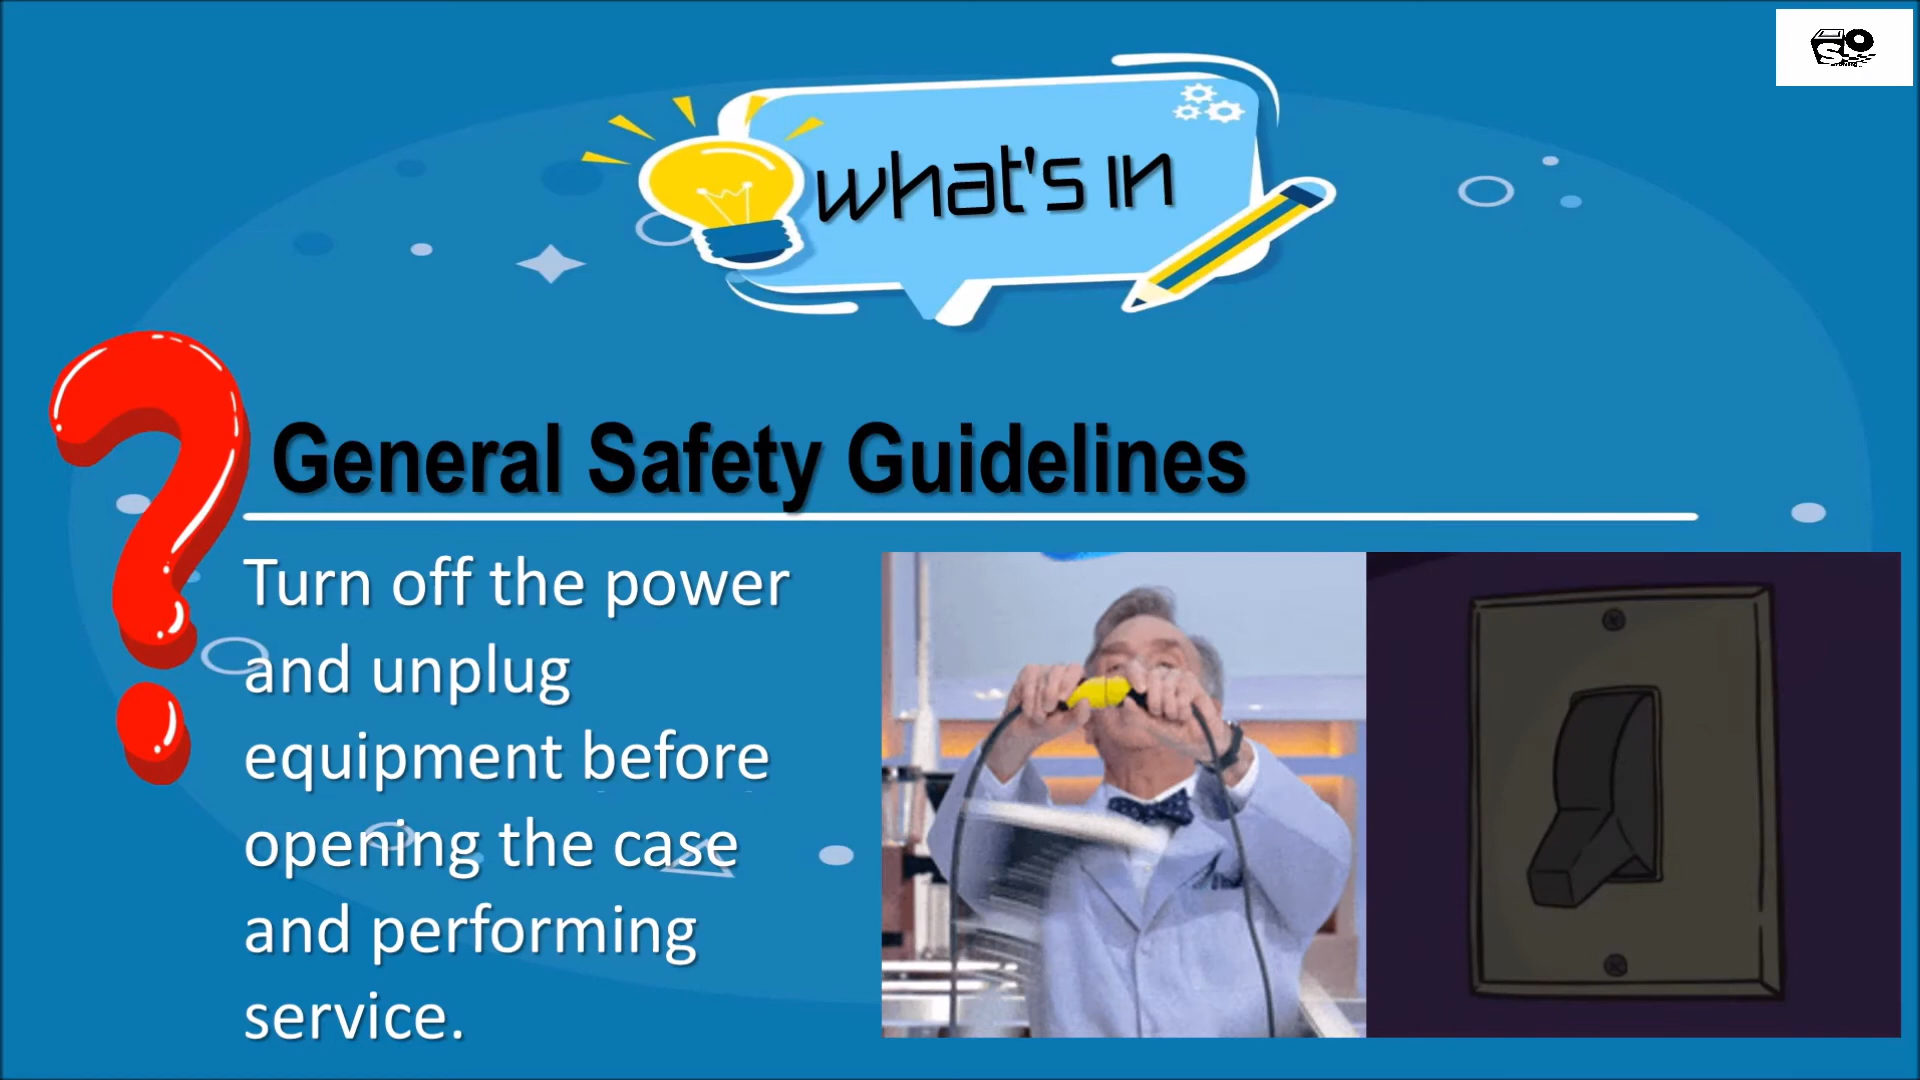 what's in
General Safety Guidelines
Turn off the power
and unplug
equipment before
opening the case
and performing
service.